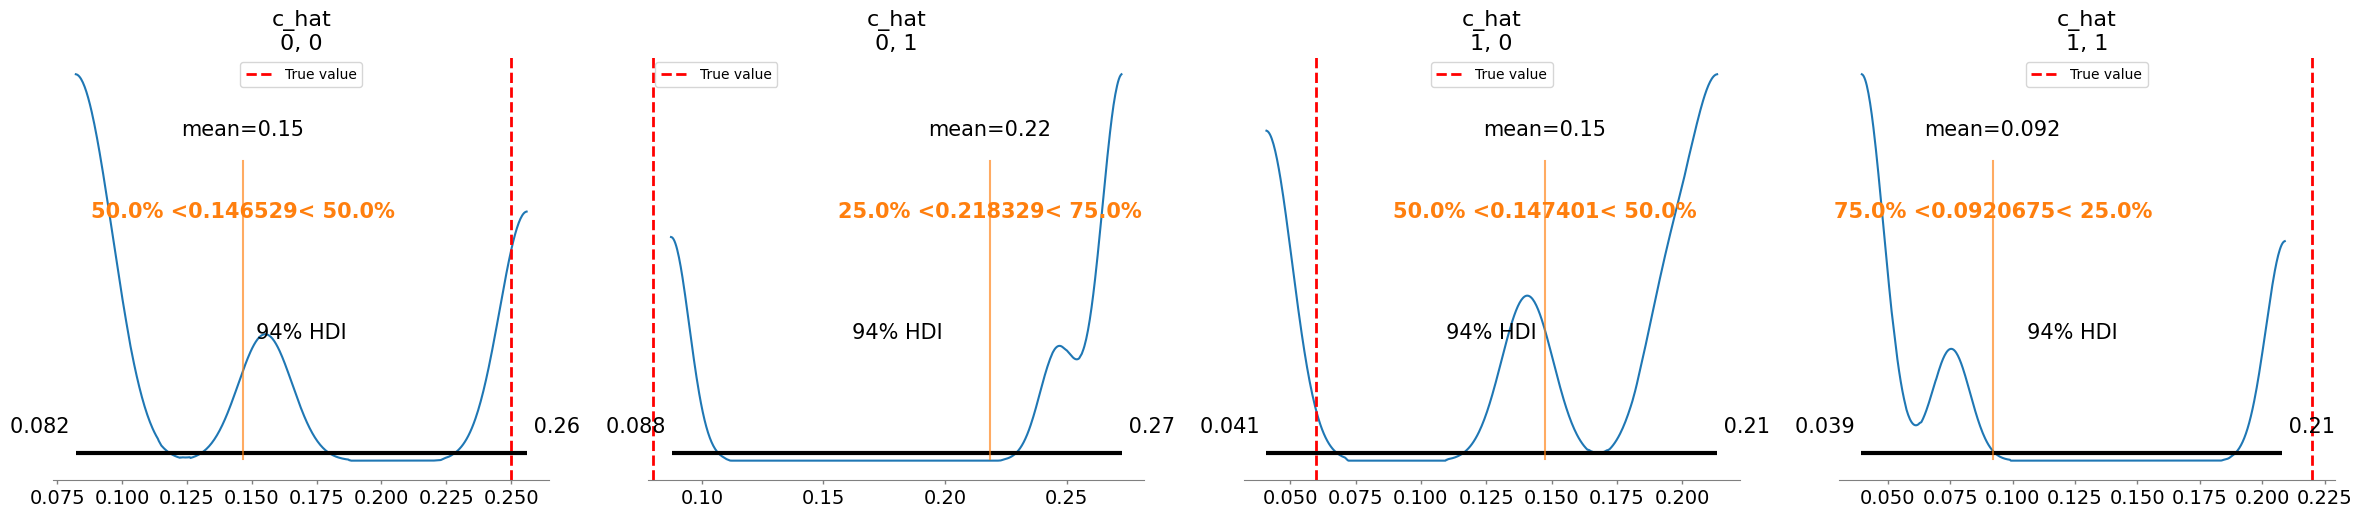 c_hat
0, 0
True value
mean=0.15
50.0% <0.146529< 50.0%
94% HDI
0.082
0.26
0.075 0.100 0.125 0.150 0.175 0.200 0.225 0.250
c_hat
0, 1
True value
mean=0.22
25.0% <0.218329< 75.0%
94% HDI
0.088
0.27
0.10 0.15 0.20 0.25
c_hat
1, 0
True value
mean=0.15
50.0% <0.147401< 50.0%
94% HDI
0.041
0.21
0.050 0.075 0.100 0.125 0.150 0.175 0.200
c_hat
1, 1
True value
mean=0.092
75.0% <0.0920675< 25.0%
94% HDI
0.039
0.21
0.050 0.075 0.100 0.125 0.150 0.175 0.200 0.225